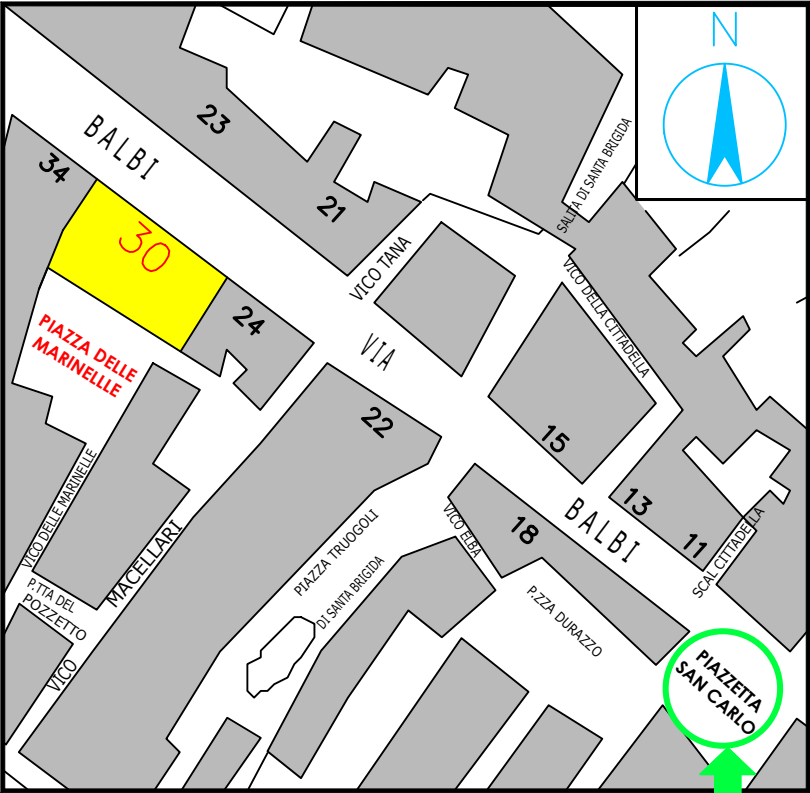 N
23
BALBI
34
21
30
SALITA DI SANTA BRIGIDA
VICO TANA
VICO DELLA CITTADELLA
24
VIA
PIAZZA DELLE
MARINELLLE
22
15
13
11
BALBI
18
VICO ELBA
SCAL CITTADELLA
VICO DELLE MARINELLE
MACELLARI
PIAZZA TRUOGOLI
DI SANTA BRIGIDA
P.TTA DEL
POZZETTO
VICO
P.ZZA DURAZZO
PIAZZETTA
SAN CARLO